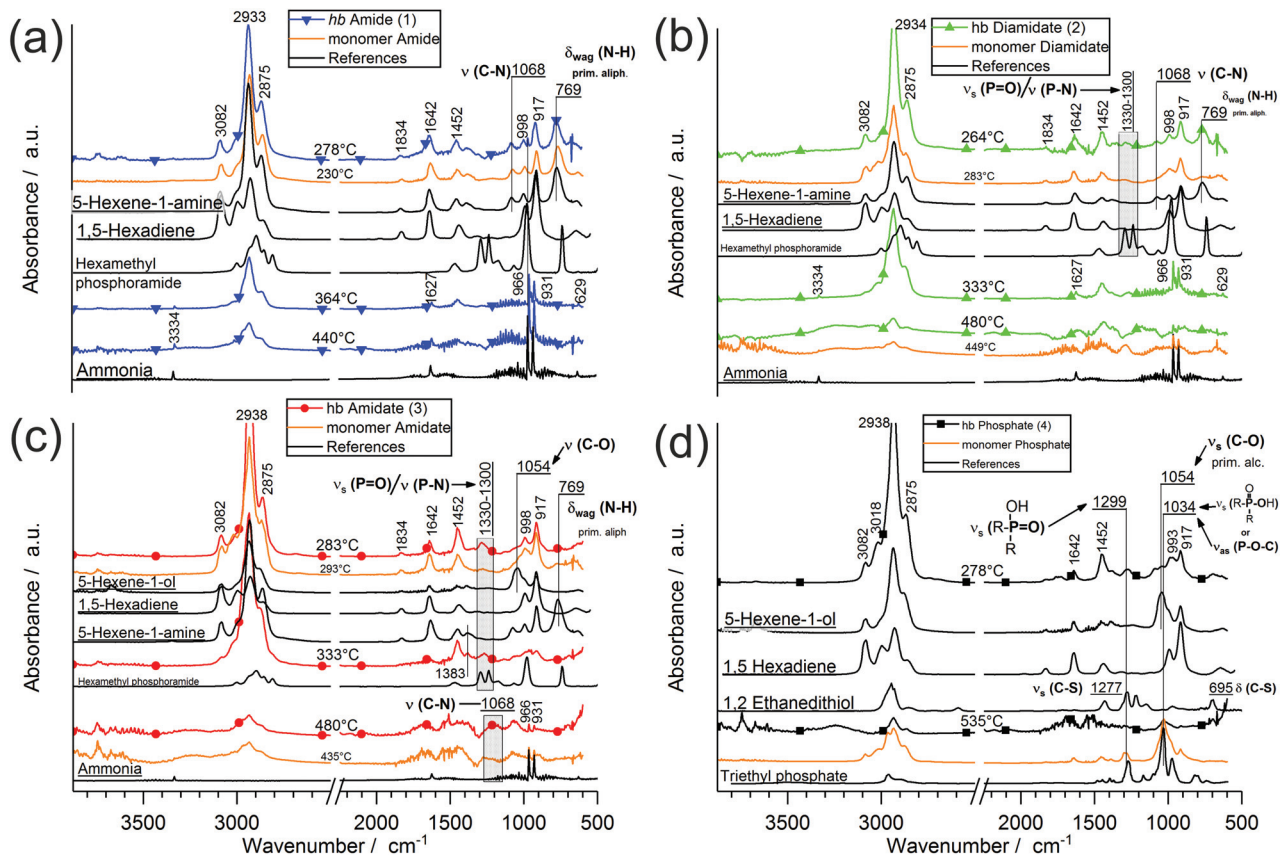 (a)
2933
hb Amide (1)
monomer Amide
References
2875
3082
ν (C-N)
1068
δwag (N-H)
prim. aliph.
769
1834
1642
1452
998
917
278°C
230°C
5-Hexene-1-amine
1,5-Hexadiene
Hexamethyl
phosphoramide
364°C
1627
966
931
629
3334
440°C
Ammonia
Absorbance / a.u.
(b)
2934
hb Diamidate (2)
monomer Diamidate
References
2875
3082
νs (P=O)/ν (P-N)
1330-1300
1068
ν (C-N)
δwag (N-H)
prim. aliph.
769
1834
1642
1452
998
917
264°C
283°C
5-Hexene-1-amine
1,5-Hexadiene
Hexamethyl phosphoramide
3334
333°C
1627
966
931
629
480°C
449°C
Ammonia
Absorbance / a.u.
(c)
2938
hb Amidate (3)
monomer Amidate
References
2875
3082
νs (P=O)/ν (P-N)
1330-1300
ν (C-O)
1054
769
δwag (N-H)
prim. aliph
1834
1642
1452
998
917
283°C
293°C
5-Hexene-1-ol
1,5-Hexadiene
5-Hexene-1-amine
333°C
1383
Hexamethyl phosphoramide
ν (C-N)
1068
966
931
480°C
435°C
Ammonia
Absorbance / a.u.
3500 3000 2000 1500 1000 500
Wavenumber / cm-1
(d)
2938
hb Phosphate (4)
monomer Phosphate
References
2875
3082
3018
νs (C-O)
prim. alc.
1054
1034
νs (R-P-OH)
O
R
or
νas (P-O-C)
OH
νs (R-P=O)
R
1299
1642
1452
993
917
278°C
5-Hexene-1-ol
1,5 Hexadiene
1,2 Ethanedithiol
νs (C-S)
1277
695
δ (C-S)
535°C
Triethyl phosphate
Absorbance / a.u.
3500 3000 2000 1500 1000 500
Wavenumber / cm-1